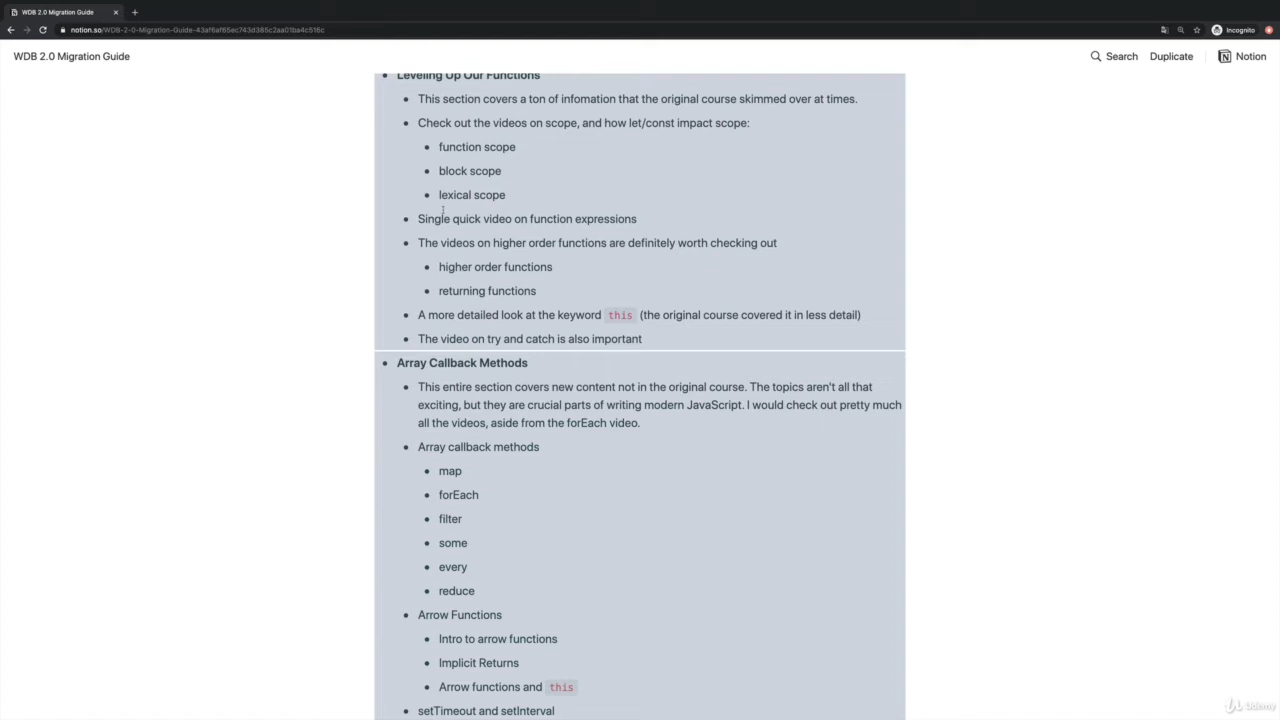 WDB 2.0 Migration Guide
notion.so/WDB-2-0-Migration-Guide-43af6af65ec743d385c2aa01ba4c516c
Incognito
WDB 2.0 Migration Guide
Search
Duplicate
Notion
Leveling Up Our Functions
This section covers a ton of infomation that the original course skimmed over at times.
Check out the videos on scope, and how let/const impact scope:
function scope
block scope
lexical scope
Single quick video on function expressions
The videos on higher order functions are definitely worth checking out
higher order functions
returning functions
A more detailed look at the keyword this (the original course covered it in less detail)
The video on try and catch is also important
Array Callback Methods
This entire section covers new content not in the original course. The topics aren't all that
exciting, but they are crucial parts of writing modern JavaScript. I would check out pretty much
all the videos, aside from the forEach video.
Array callback methods
map
forEach
filter
some
every
reduce
Arrow Functions
Intro to arrow functions
Implicit Returns
Arrow functions and this
setTimeout and setInterval
Udemy